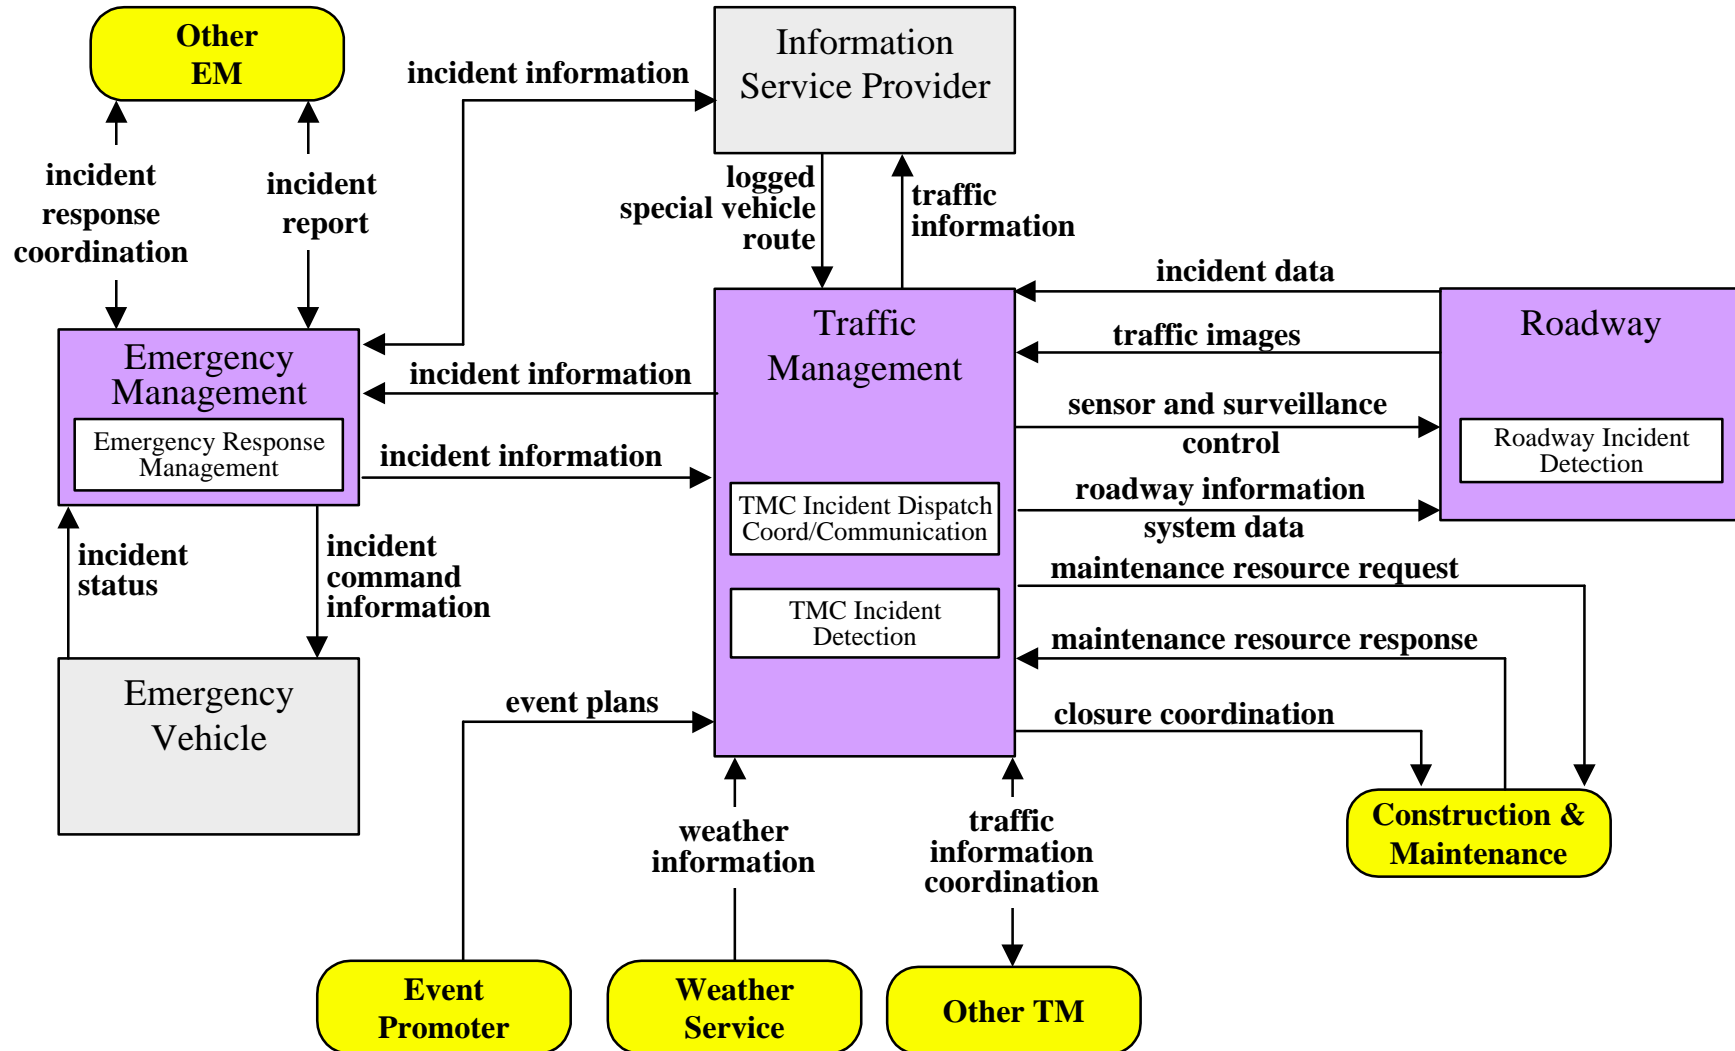 Other
EM
incident information
Information
Service Provider
incident
response
coordination
incident
report
logged
special vehicle
route
traffic
information
incident data
traffic images
sensor and surveillance
control
roadway information
system data
Emergency
Management
Emergency Response
Management
incident information
incident information
Traffic
Management
TMC Incident Dispatch
Coord/Communication
TMC Incident
Detection
Roadway
Roadway Incident
Detection
incident
status
incident
command
information
maintenance resource request
maintenance resource response
closure coordination
Emergency
Vehicle
event plans
weather
information
traffic
information
coordination
Construction &
Maintenance
Event
Promoter
Weather
Service
Other TM